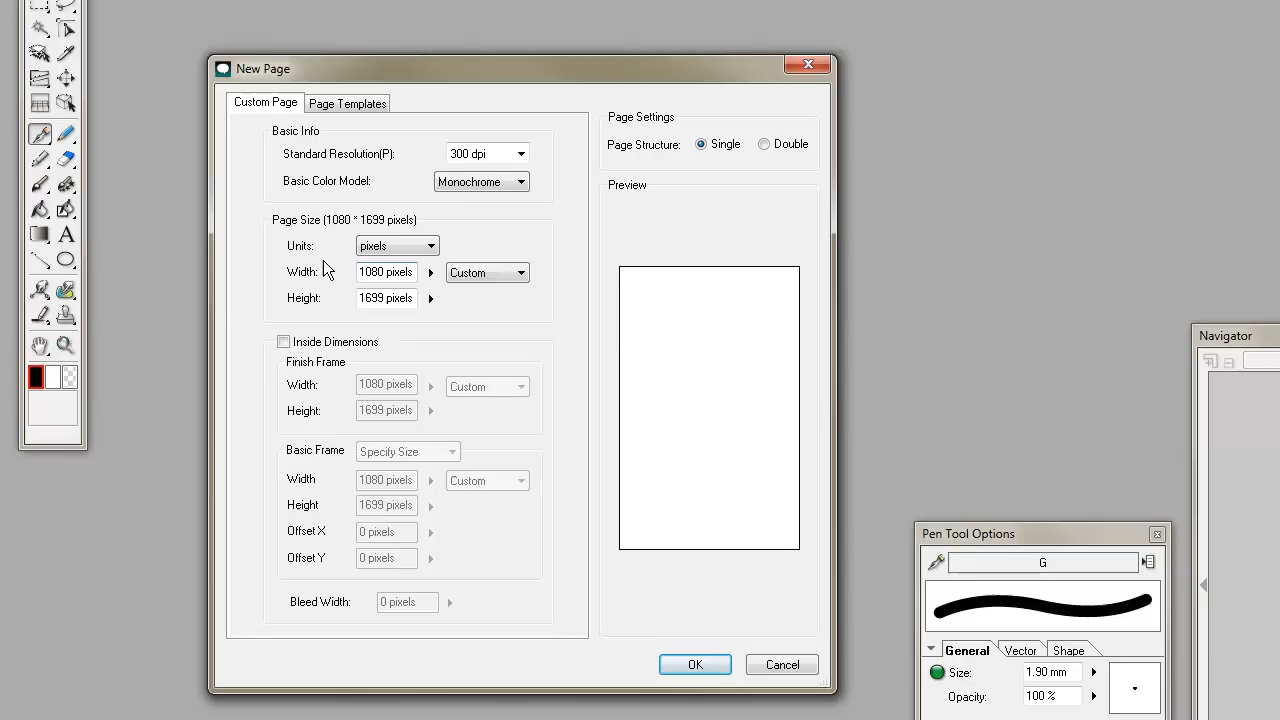 New Page
Custom Page
Page Templates
Basic Info
Standard Resolution(P):
300 dpi
Basic Color Model:
Monochrome
Page Size (1080 * 1699 pixels)
Units:
pixels
Width:
1080 pixels
Custom
Height:
1699 pixels
Inside Dimensions
Finish Frame
Width:
1080 pixels
Custom
Height:
1699 pixels
Basic Frame
Specify Size
Width
1080 pixels
Custom
Height
1699 pixels
Offset X
0 pixels
Offset Y
0 pixels
Bleed Width:
0 pixels
Page Settings
Page Structure:
Single
Double
Preview
OK
Cancel
A
Navigator
Pen Tool Options
G
General
Vector
Shape
Size:
1.90 mm
Opacity:
100 %